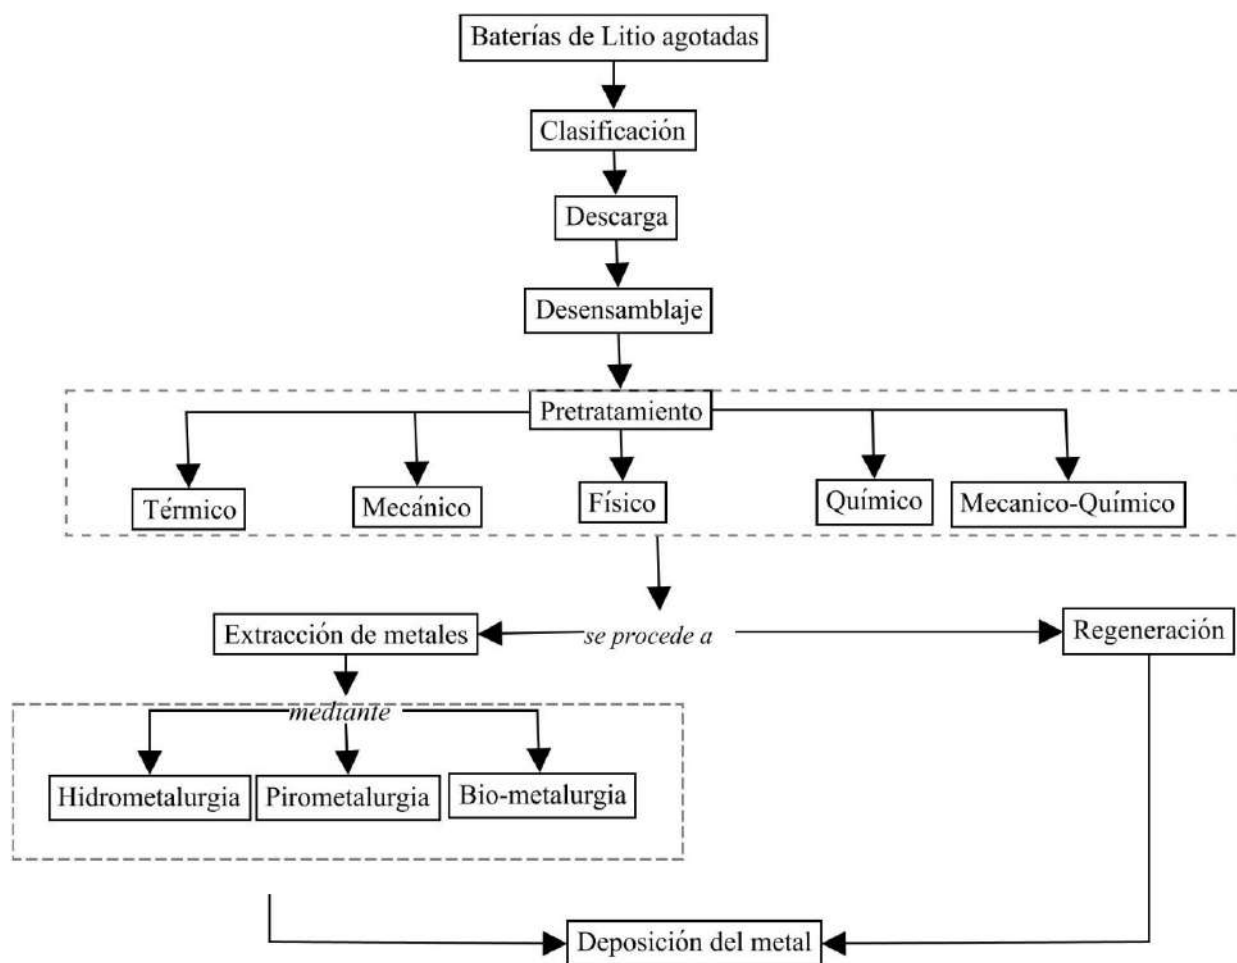 Baterías de Litio agotadas
Clasificación
Descarga
Desensamblaje
Pretratamiento
Térmico
Mecánico
Físico
Químico
Mecanico-Químico
Extracción de metales
se procede a
Regeneración
mediante
Hidrometalurgia
Pirometalurgia
Bio-metalurgia
Deposición del metal